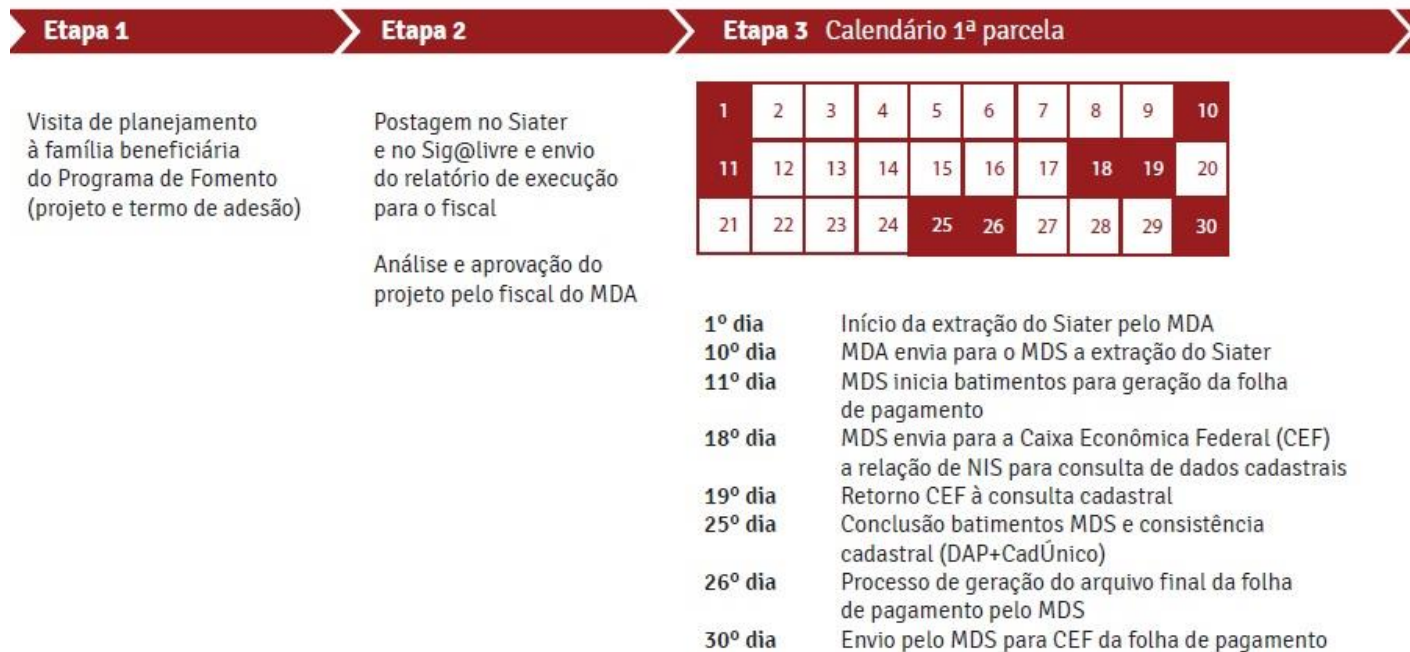 Etapa 1
Etapa 2
Etapa 3 Calendário 1ª parcela
Visita de planejamento
à família beneficiária
do Programa de Fomento
(projeto e termo de adesão)
Postagem no Siater
e no Sig@livre e envio
do relatório de execução
para o fiscal
Análise e aprovação do
projeto pelo fiscal do MDA
1 2 3 4 5 6 7 8 9 10
11 12 13 14 15 16 17 18 19 20
21 22 23 24 25 26 27 28 29 30
1º dia Início da extração do Siater pelo MDA
10º dia MDA envia para o MDS a extração do Siater
11º dia MDS inicia batimentos para geração da folha
de pagamento
18º dia MDS envia para a Caixa Econômica Federal (CEF)
a relação de NIS para consulta de dados cadastrais
19º dia Retorno CEF à consulta cadastral
25º dia Conclusão batimentos MDS e consistência
cadastral (DAP+CadÚnico)
26º dia Processo de geração do arquivo final da folha
de pagamento pelo MDS
30º dia Envio pelo MDS para CEF da folha de pagamento